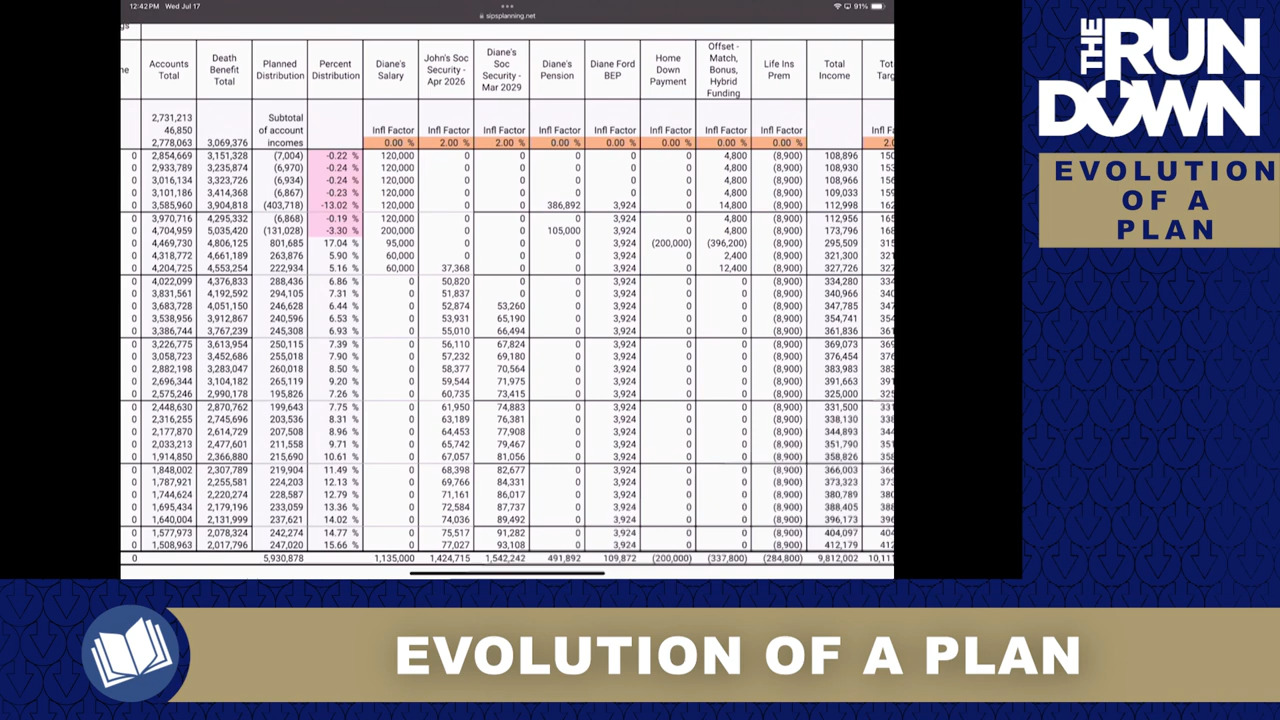 12:42 PM Wed Jul 17
91%
sipsplanning.net
Accounts Total Death Benefit Total Planned Distribution Percent Distribution Diane's Salary John's Soc Security - Apr 2026 Diane's Soc Security - Mar 2029 Diane's Pension Diane Ford BEP Home Down Payment Offset - Match, Bonus, Hybrid Funding Life Ins Prem Total Income
2,731,213 Subtotal
46,850 of account Infl Factor Infl Factor Infl Factor Infl Factor Infl Factor Infl Factor Infl Factor Infl Factor
2,778,063 3,069,376 incomes 0.00 % 2.00 % 2.00 % 0.00 % 0.00 % 0.00 % 0.00 % 0.00 % 2.0
0 2,854,669 3,151,328 (7,004) -0.22 % 120,000 0 0 0 0 0 4,800 (8,900) 108,896 150
0 2,933,789 3,235,874 (6,970) -0.24 % 120,000 0 0 0 0 0 4,800 (8,900) 108,930 153
0 3,016,134 3,323,726 (6,934) -0.24 % 120,000 0 0 0 0 0 4,800 (8,900) 108,966 156
0 3,101,186 3,414,368 (6,867) -0.23 % 120,000 0 0 0 0 0 4,800 (8,900) 109,033 159
0 3,585,960 3,904,818 (403,718) -13.02 % 120,000 0 0 386,892 3,924 0 14,800 (8,900) 112,998 162
0 3,970,716 4,295,332 (6,868) -0.19 % 120,000 0 0 0 3,924 0 4,800 (8,900) 112,956 165
0 4,704,959 5,035,420 (131,028) -3.30 % 200,000 0 0 105,000 3,924 0 4,800 (8,900) 173,796 168
0 4,469,730 4,806,125 801,685 17.04 % 95,000 0 0 0 3,924 (200,000) (396,200) (8,900) 295,509 315
0 4,318,772 4,661,189 263,876 5.90 % 60,000 0 0 0 3,924 0 2,400 (8,900) 321,300 321
0 4,204,725 4,553,254 222,934 5.16 % 60,000 37,368 0 0 3,924 0 12,400 (8,900) 327,726 327
0 4,022,099 4,376,833 288,436 6.86 % 0 50,820 0 0 3,924 0 0 (8,900) 334,280 334
0 3,831,561 4,192,592 294,105 7.31 % 0 51,837 0 0 3,924 0 0 (8,900) 340,966 340
0 3,683,728 4,051,150 246,628 6.44 % 0 52,874 53,260 0 3,924 0 0 (8,900) 347,785 347
0 3,538,956 3,912,867 240,596 6.53 % 0 53,931 65,190 0 3,924 0 0 (8,900) 354,741 354
0 3,386,744 3,767,239 245,308 6.93 % 0 55,010 66,494 0 3,924 0 0 (8,900) 361,836 361
0 3,226,775 3,613,954 250,115 7.39 % 0 56,110 67,824 0 3,924 0 0 (8,900) 369,073 369
0 3,058,723 3,452,686 255,018 7.90 % 0 57,232 69,180 0 3,924 0 0 (8,900) 376,454 376
0 2,882,198 3,283,047 260,018 8.50 % 0 58,377 70,564 0 3,924 0 0 (8,900) 383,983 383
0 2,696,344 3,104,182 265,119 9.20 % 0 59,544 71,975 0 3,924 0 0 (8,900) 391,663 391
0 2,575,246 2,990,178 195,826 7.26 % 0 60,735 73,415 0 3,924 0 0 (8,900) 325,000 325
0 2,448,630 2,870,762 199,643 7.75 % 0 61,950 74,883 0 3,924 0 0 (8,900) 331,500 331
0 2,316,255 2,745,696 203,536 8.31 % 0 63,189 76,381 0 3,924 0 0 (8,900) 338,130 338
0 2,177,870 2,614,729 207,508 8.96 % 0 64,453 77,908 0 3,924 0 0 (8,900) 344,893 344
0 2,033,213 2,477,601 211,558 9.71 % 0 65,742 79,467 0 3,924 0 0 (8,900) 351,790 351
0 1,914,850 2,366,880 215,690 10.61 % 0 67,057 81,056 0 3,924 0 0 (8,900) 358,826 358
0 1,848,002 2,307,789 219,904 11.49 % 0 68,398 82,677 0 3,924 0 0 (8,900) 366,003 366
0 1,787,921 2,255,581 224,203 12.13 % 0 69,766 84,331 0 3,924 0 0 (8,900) 373,323 373
0 1,744,624 2,220,274 228,587 12.79 % 0 71,161 86,017 0 3,924 0 0 (8,900) 380,789 380
0 1,695,434 2,179,196 233,059 13.36 % 0 72,584 87,737 0 3,924 0 0 (8,900) 388,405 388
0 1,640,004 2,131,999 237,621 14.02 % 0 74,036 89,492 0 3,924 0 0 (8,900) 396,173 396
0 1,577,973 2,078,324 242,274 14.77 % 0 75,517 91,282 0 3,924 0 0 (8,900) 404,097 404
0 1,508,963 2,017,796 247,020 15.66 % 0 77,027 93,108 0 3,924 0 0 (8,900) 412,179 412
0 5,930,878 1,135,000 1,424,715 1,542,242 491,892 109,872 (200,000) (337,800) (284,800) 9,812,002 10,111
THE RUN DOWN
EVOLUTION
OF A
PLAN
EVOLUTION OF A PLAN